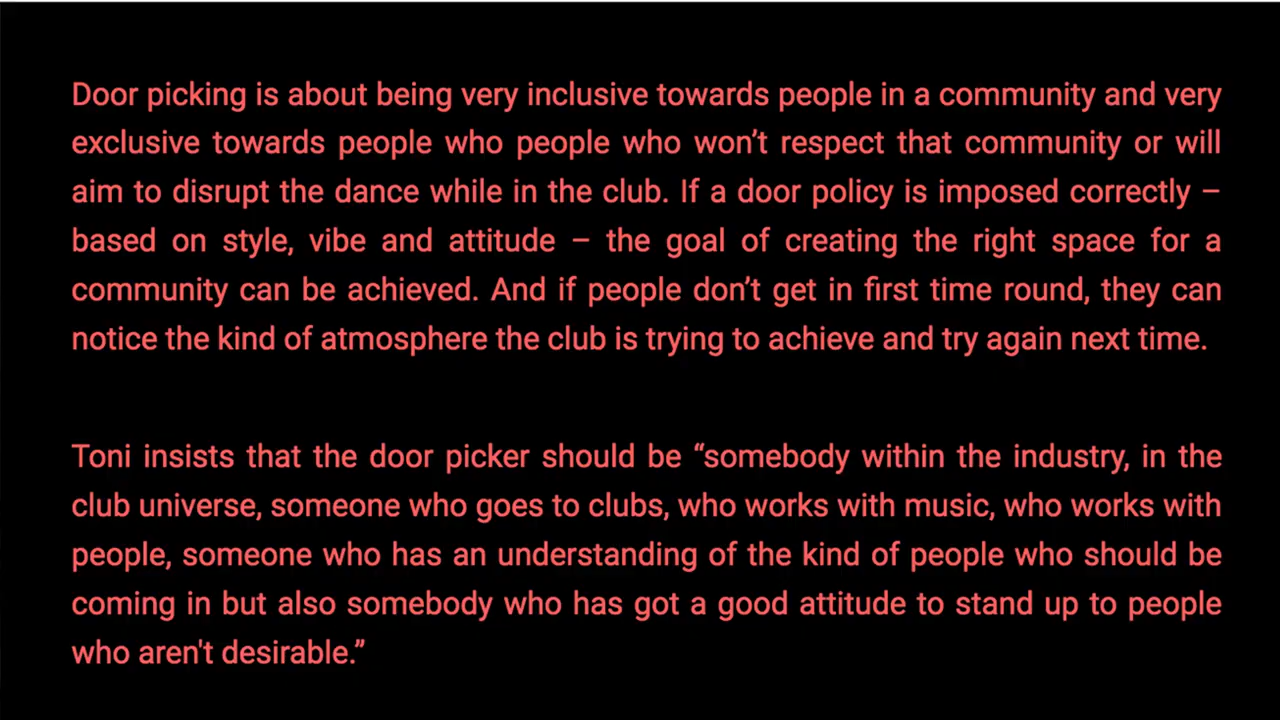 Door picking is about being very inclusive towards people in a community and very
exclusive towards people who people who won’t respect that community or will
aim to disrupt the dance while in the club. If a door policy is imposed correctly –
based on style, vibe and attitude – the goal of creating the right space for a
community can be achieved. And if people don’t get in first time round, they can
notice the kind of atmosphere the club is trying to achieve and try again next time.
Toni insists that the door picker should be “somebody within the industry, in the
club universe, someone who goes to clubs, who works with music, who works with
people, someone who has an understanding of the kind of people who should be
coming in but also somebody who has got a good attitude to stand up to people
who aren't desirable.”